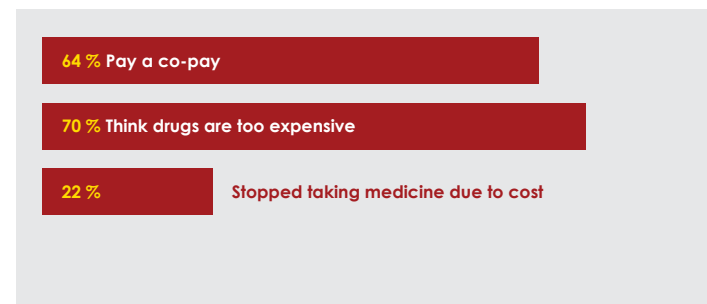 64 % Pay a co-pay
70 % Think drugs are too expensive
22 % Stopped taking medicine due to cost